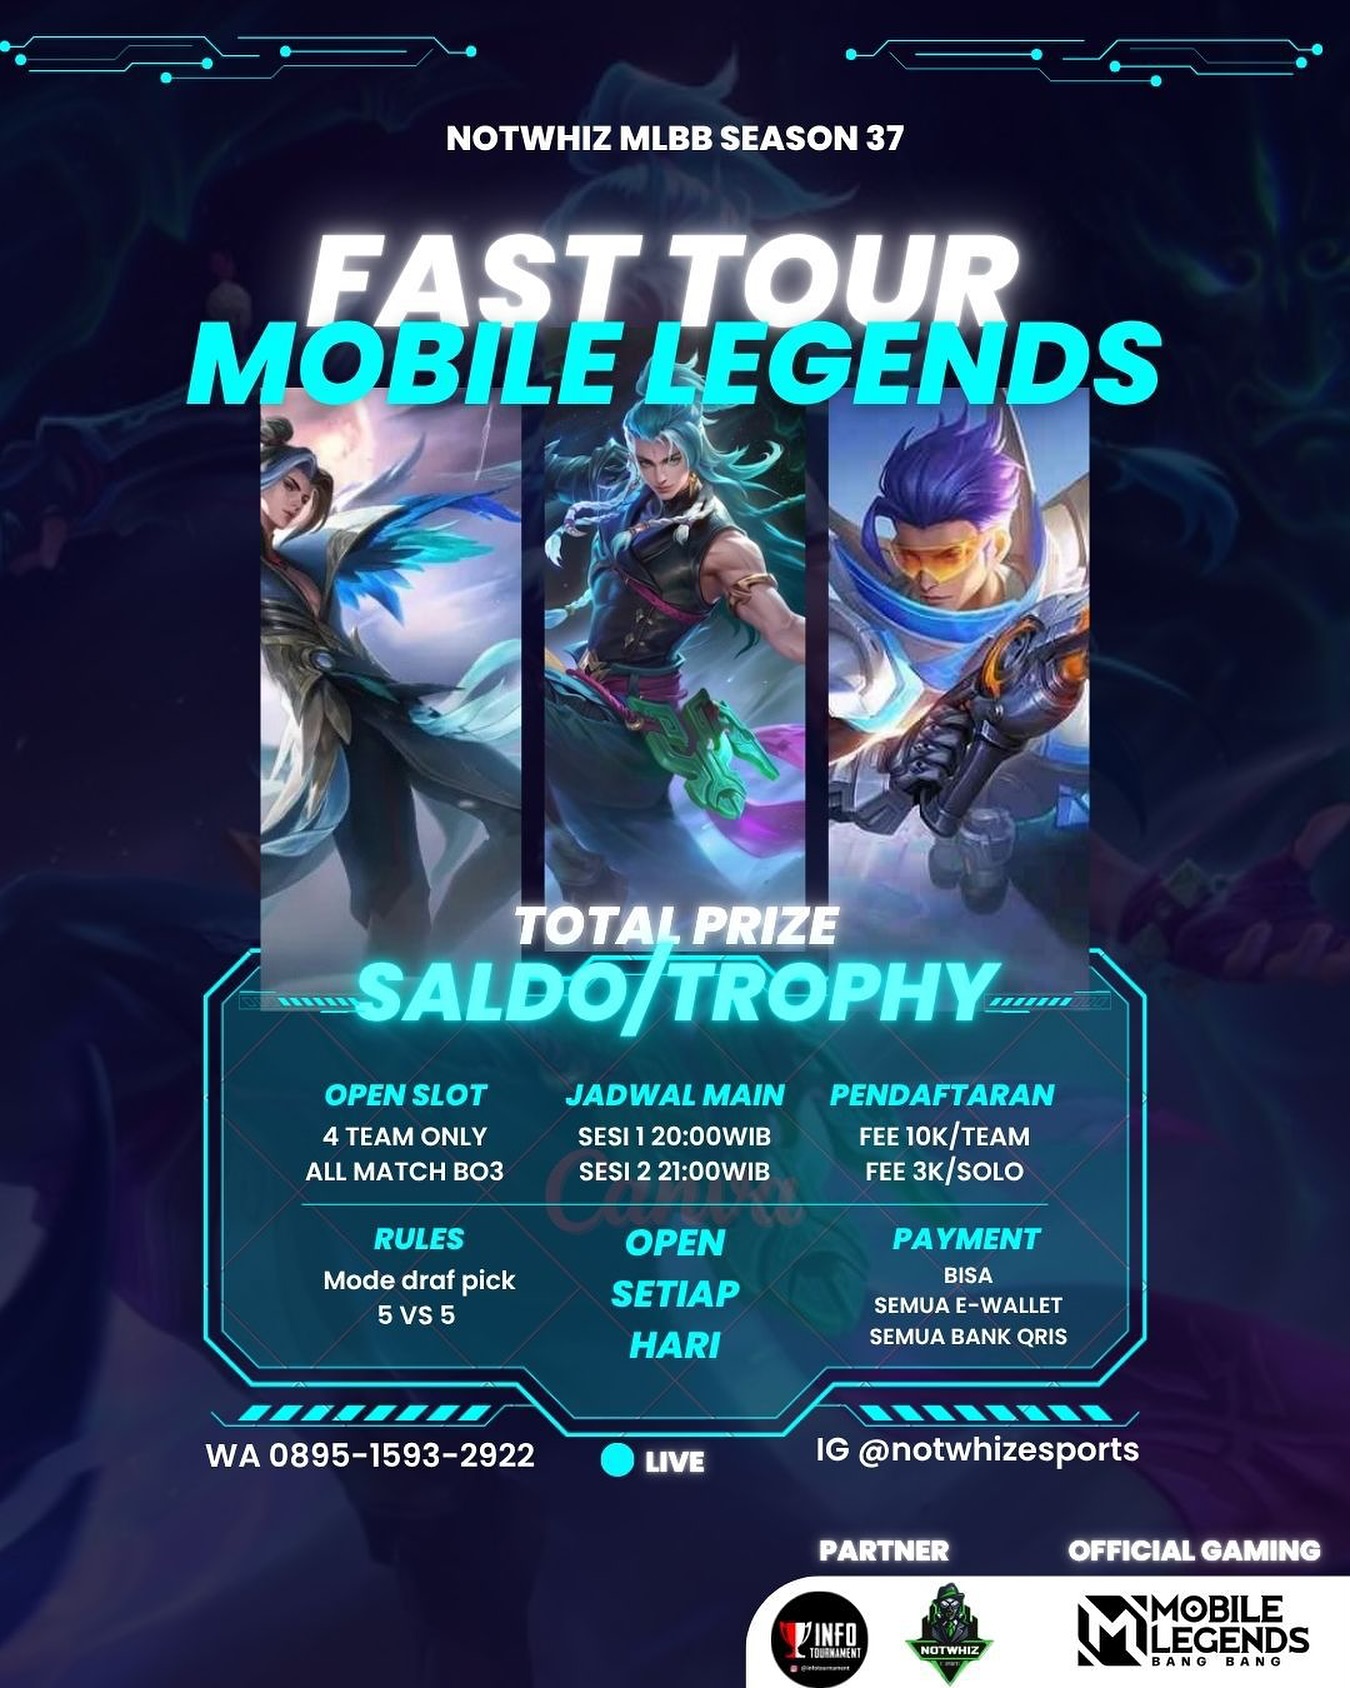 NOTWHIZ MLBB SEASON 37
FAST TOUR
MOBILE LEGENDS
TOTAL PRIZE
SALDO/TROPHY
OPEN SLOT
4 TEAM ONLY
ALL MATCH BO3
JADWAL MAIN
SESI 1 20:00WIB
SESI 2 21:00WIB
PENDAFTARAN
FEE 10K/TEAM
FEE 3K/SOLO
Canva
RULES
Mode draf pick
5 VS 5
OPEN
SETIAP
HARI
PAYMENT
BISA
SEMUA E-WALLET
SEMUA BANK QRIS
WA 0895-1593-2922
LIVE
IG @notwhizesports
PARTNER
OFFICIAL GAMING
INFO
TOURNAMENT
@infotournament
NOTWHIZ
MOBILE
LEGENDS
BANG BANG